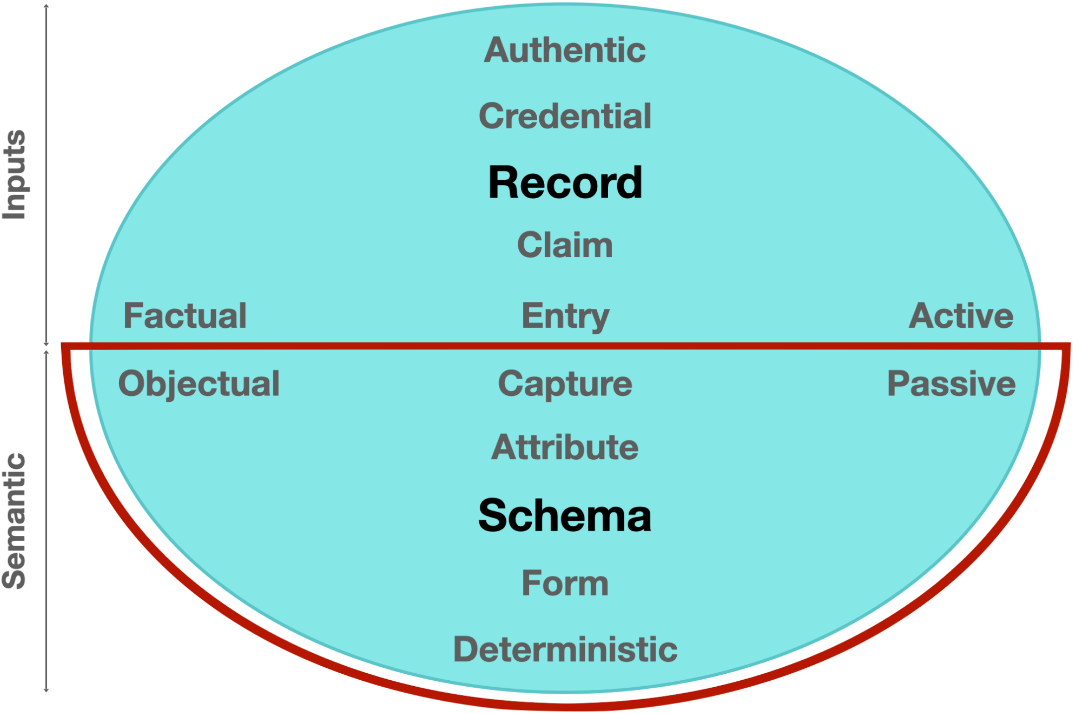 Inputs
Authentic
Credential
Record
Claim
Factual Entry Active
Semantic
Objectual Capture Passive
Attribute
Schema
Form
Deterministic